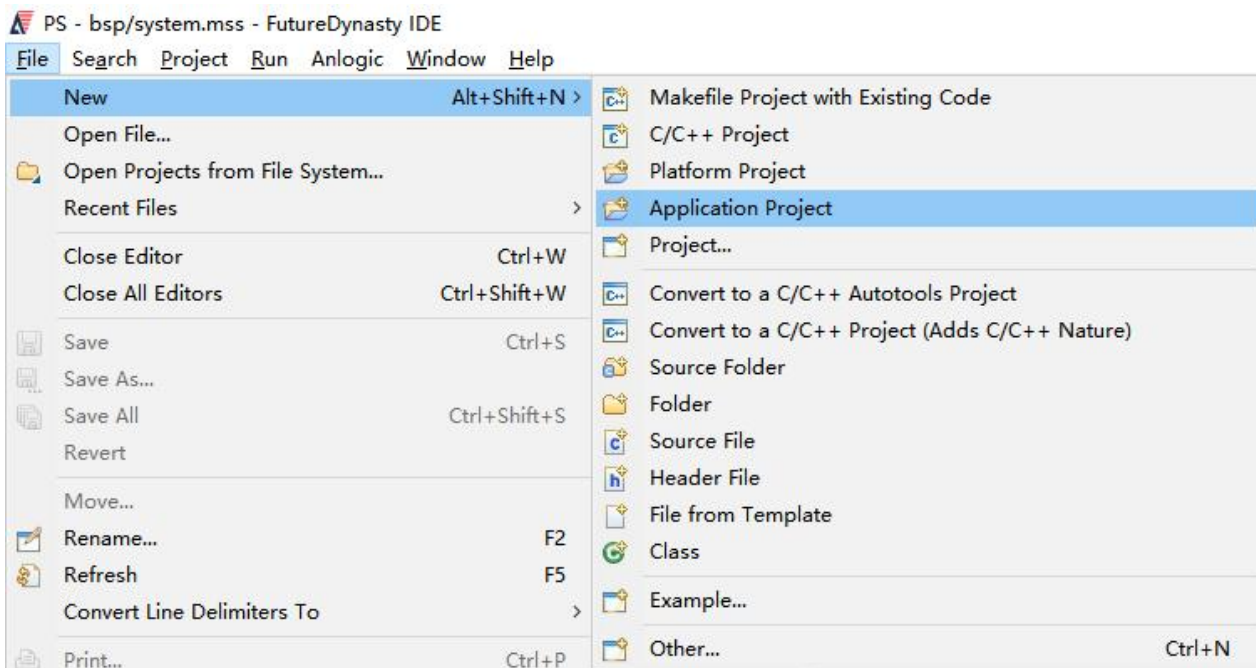 PS - bsp/system.mss - FutureDynasty IDE
File Search Project Run Anlogic Window Help
New Alt+Shift+N >
Open File...
Open Projects from File System...
Recent Files >
Close Editor Ctrl+W
Close All Editors Ctrl+Shift+W
Save Ctrl+S
Save As...
Save All Ctrl+Shift+S
Revert
Move...
Rename... F2
Refresh F5
Convert Line Delimiters To >
Print... Ctrl+P
Makefile Project with Existing Code
C/C++ Project
Platform Project
Application Project
Project...
Convert to a C/C++ Autotools Project
Convert to a C/C++ Project (Adds C/C++ Nature)
Source Folder
Folder
Source File
Header File
File from Template
Class
Example...
Other... Ctrl+N